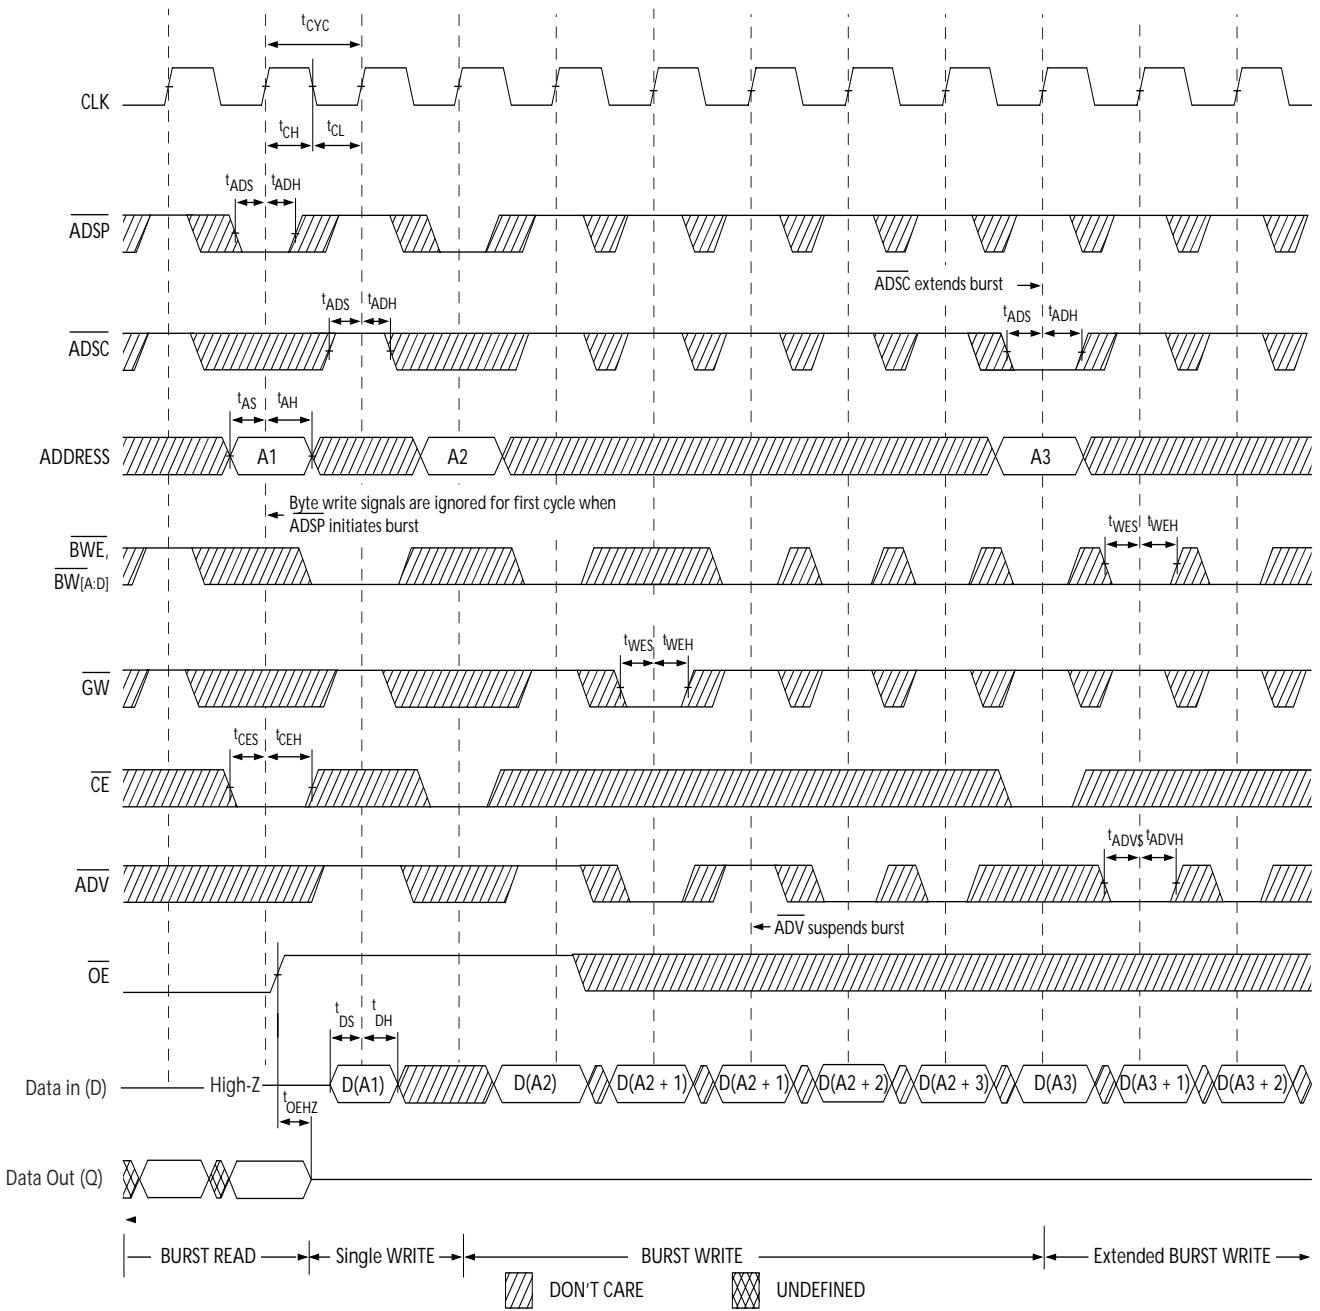 tCYC
CLK
tCH
tCL
tADS
tADH
ADSP
ADSC extends burst
tADS
tADH
tADS
tADH
ADSC
tAS
tAH
ADDRESS
A1
A2
A3
Byte write signals are ignored for first cycle when
ADSP initiates burst
tWES
tWEH
BWE,
BW[A:D]
tWES
tWEH
GW
tCES
tCEH
CE
tADVS
tADVH
ADV
ADV suspends burst
OE
tDS
tDH
Data in (D)
High-Z
D(A1)
D(A2)
D(A2 + 1)
D(A2 + 1)
D(A2 + 2)
D(A2 + 3)
D(A3)
D(A3 + 1)
D(A3 + 2)
tOEHZ
Data Out (Q)
BURST READ
Single WRITE
BURST WRITE
Extended BURST WRITE
DON'T CARE
UNDEFINED